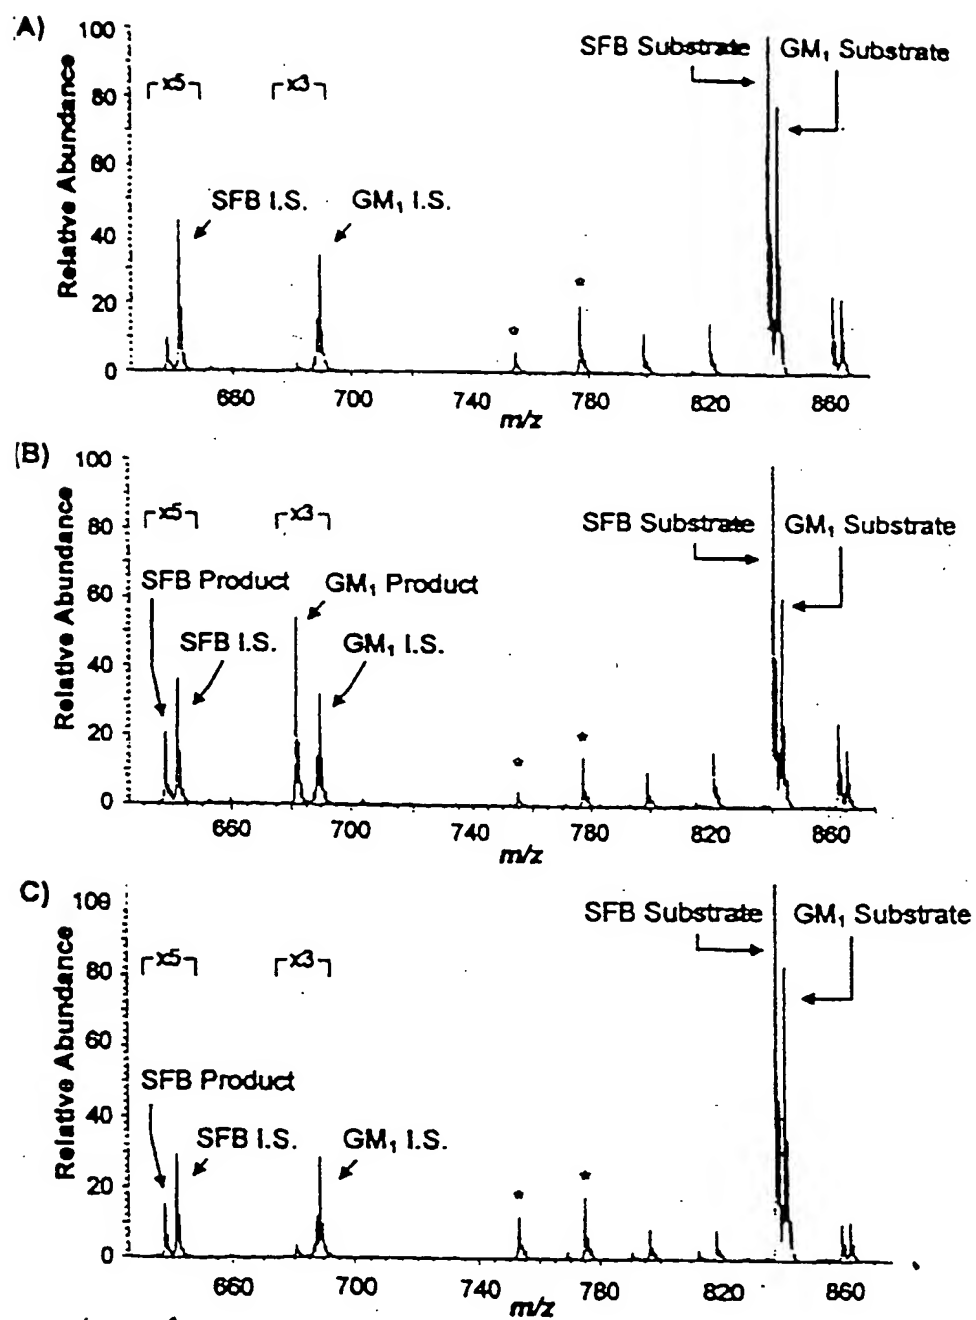 A)
Relative Abundance
100
80
60
40
20
0
x5
x3
SFB I.S.
GM₁ I.S.
*
*
SFB Substrate
GM₁ Substrate
660
700
740
780
820
860
m/z
(B)
Relative Abundance
100
80
60
40
20
0
x5
x3
SFB Product
SFB I.S.
GM₁ Product
GM₁ I.S.
*
*
SFB Substrate
GM₁ Substrate
660
700
740
780
820
860
m/z
C)
Relative Abundance
100
80
60
40
20
0
x5
x3
SFB Product
SFB I.S.
GM₁ I.S.
*
*
SFB Substrate
GM₁ Substrate
660
700
740
780
820
860
m/z